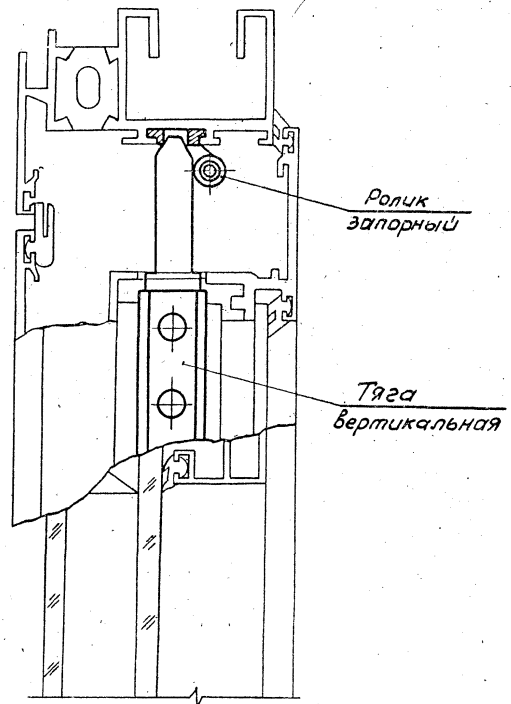 Ролик
запорный
Тяга
вертикальная